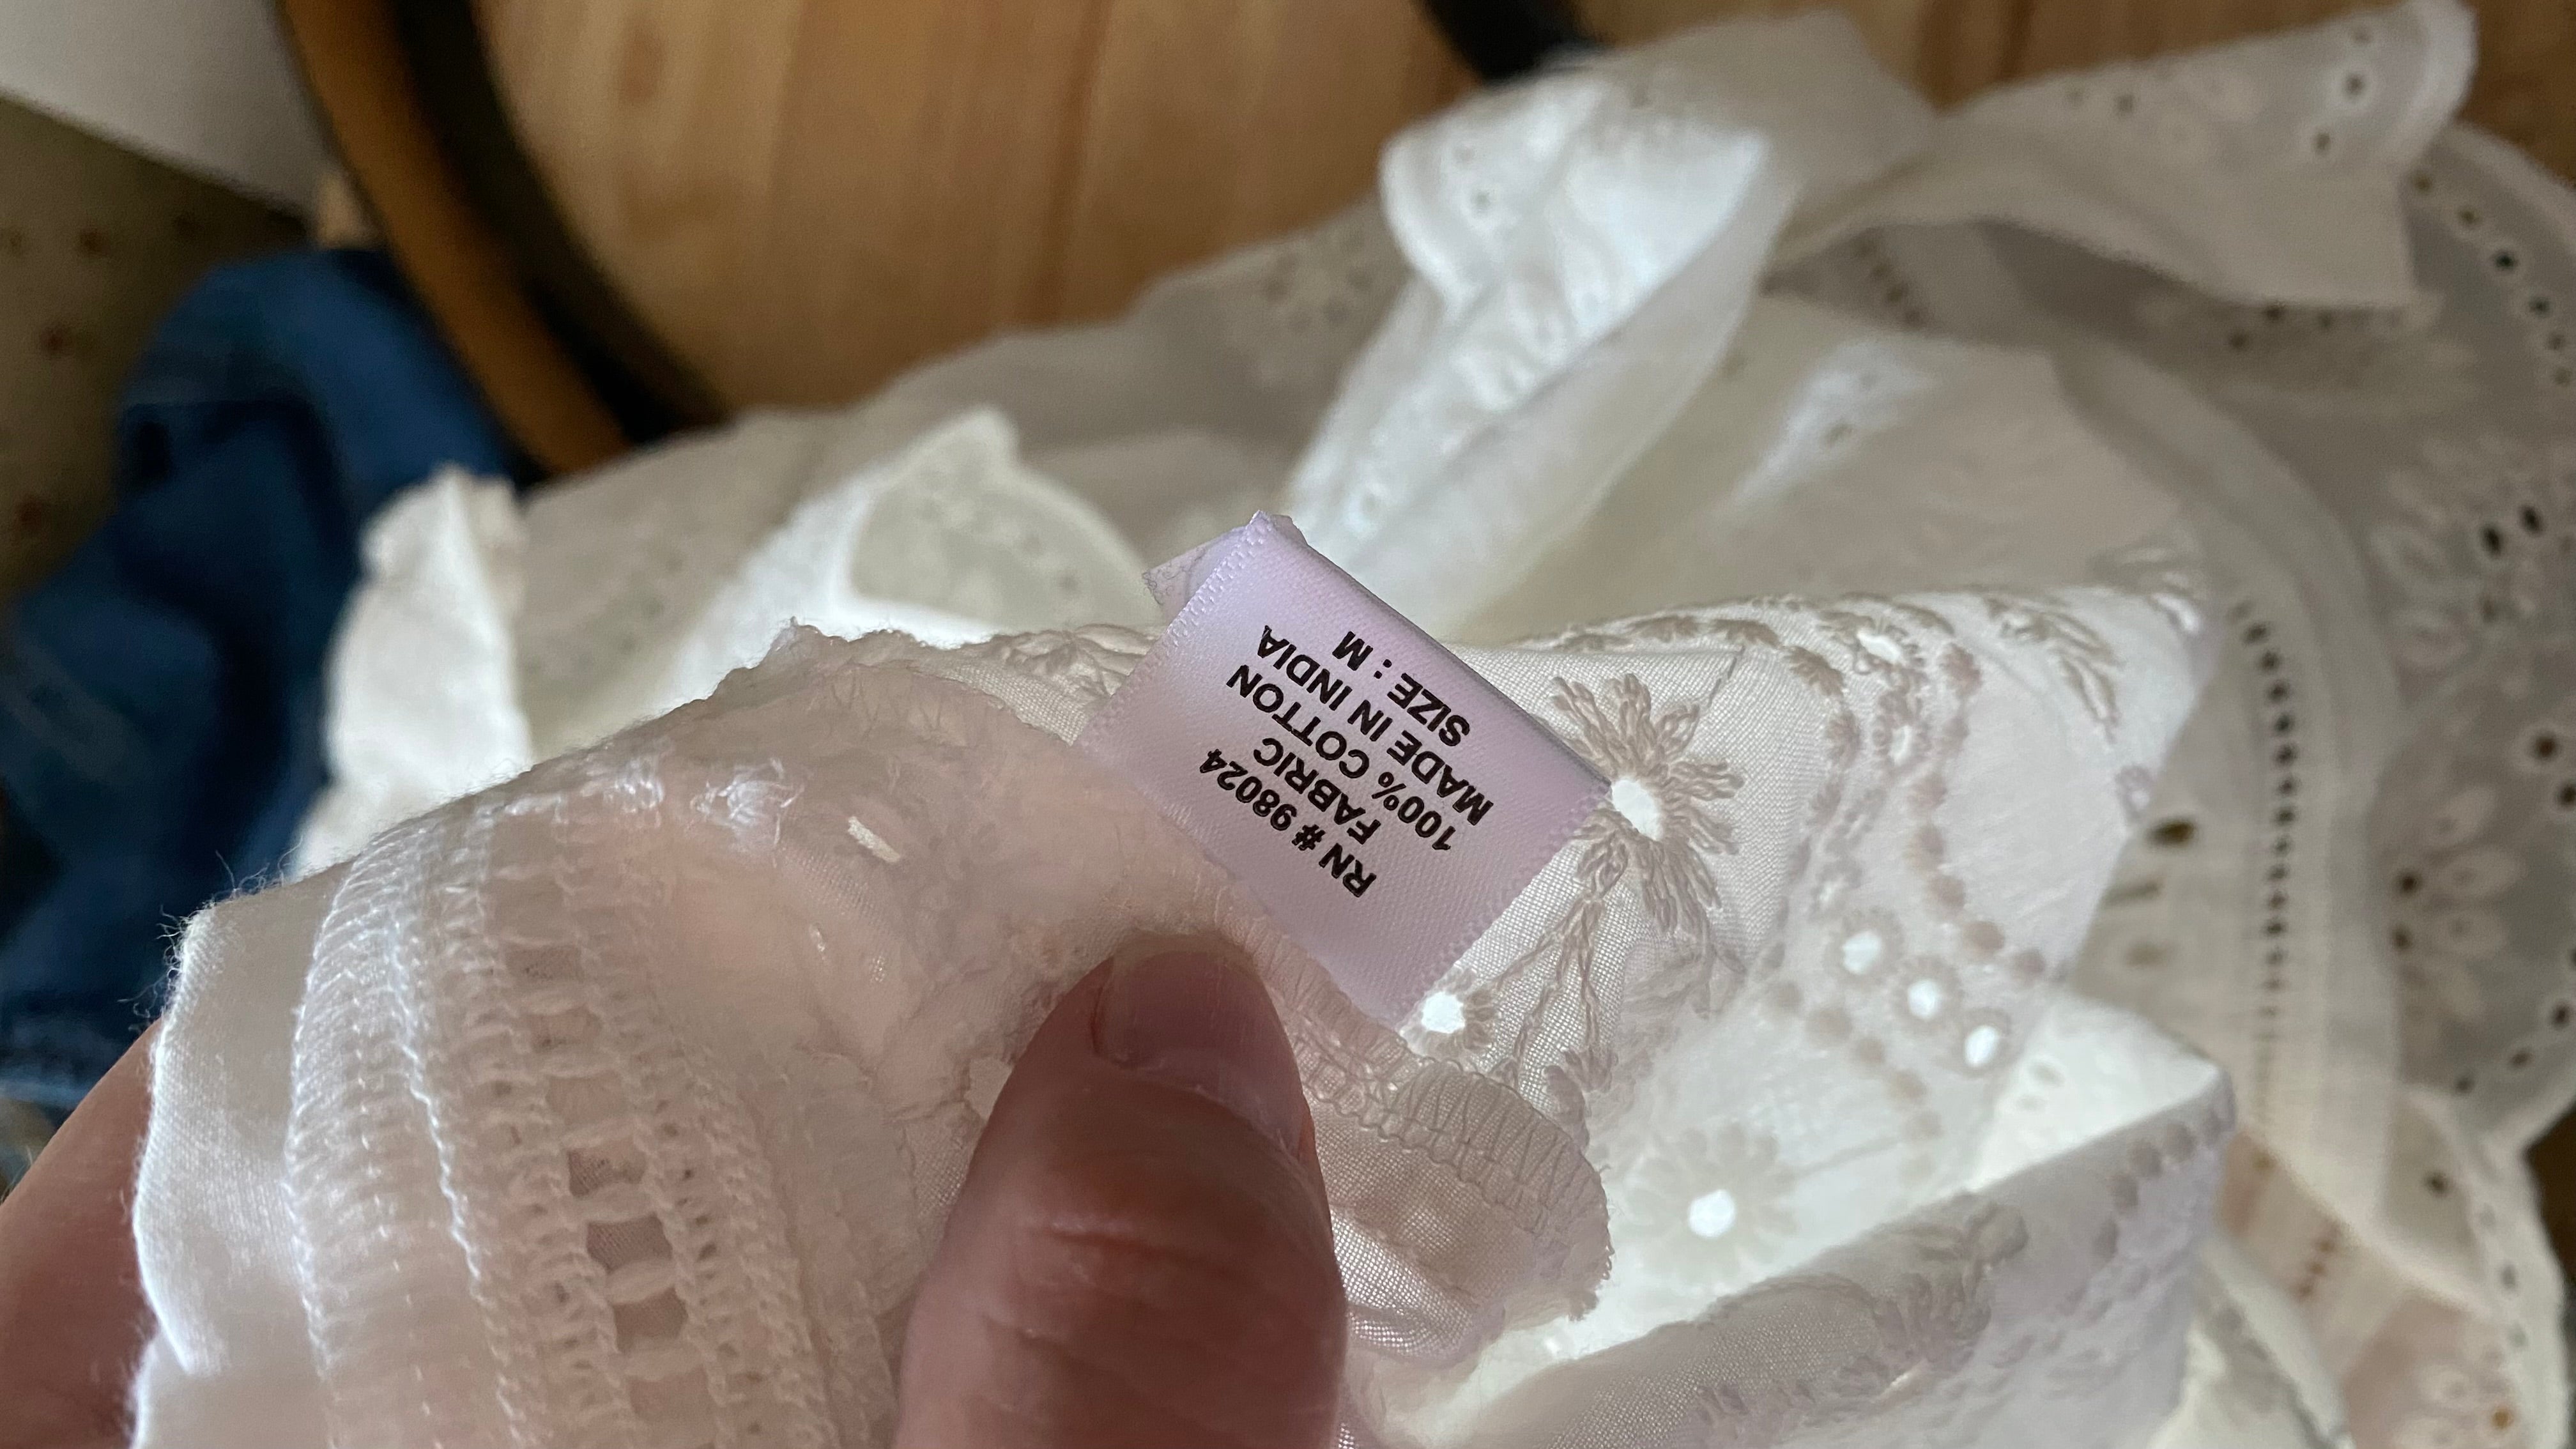 RN # 98024
FABRIC
100% COTTON
MADE IN INDIA
SIZE : M